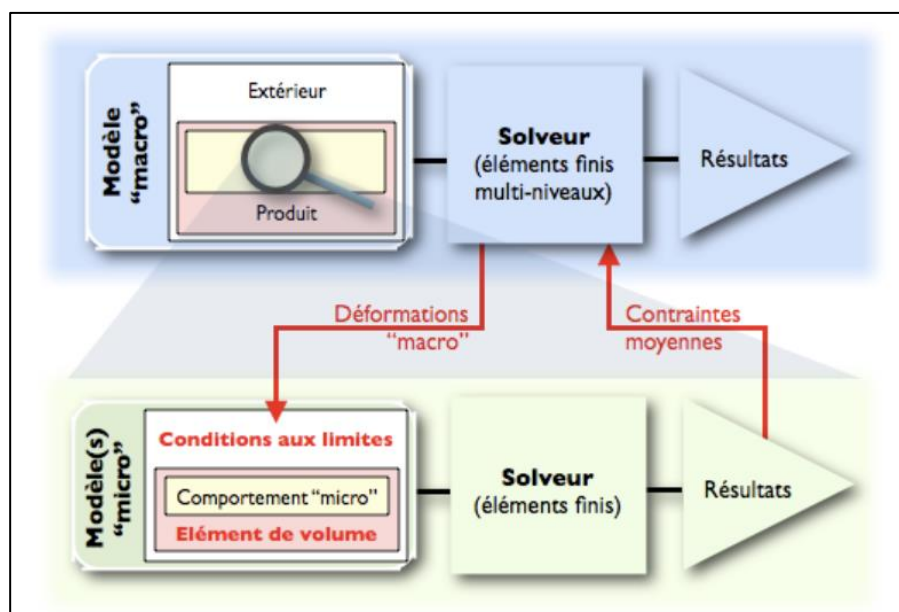 Modèle
“macro”
Extérieur
Produit
Solveur
(éléments finis
multi-niveaux)
Résultats
Déformations
“macro”
Contraintes
moyennes
Modèle(s)
“micro”
Conditions aux limites
Comportement “micro”
Elément de volume
Solveur
(éléments finis)
Résultats